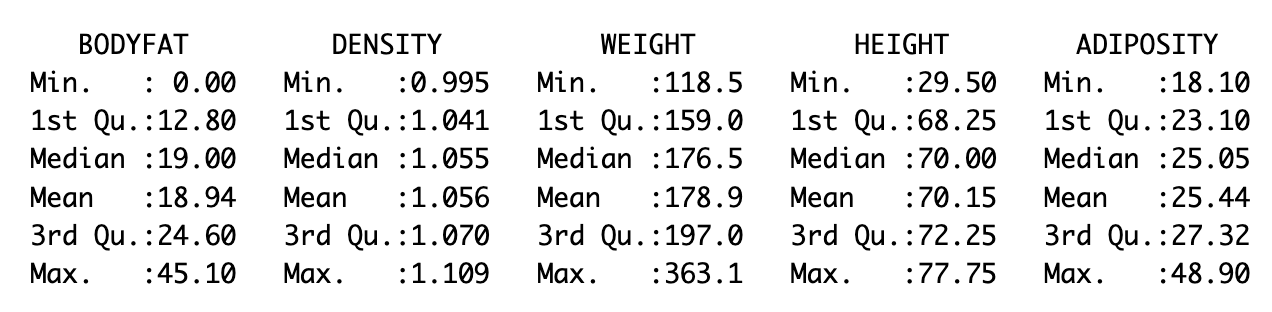 BODYFAT DENSITY WEIGHT HEIGHT ADIPOSITY
Min. : 0.00 Min. :0.995 Min. :118.5 Min. :29.50 Min. :18.10
1st Qu.:12.80 1st Qu.:1.041 1st Qu.:159.0 1st Qu.:68.25 1st Qu.:23.10
Median :19.00 Median :1.055 Median :176.5 Median :70.00 Median :25.05
Mean :18.94 Mean :1.056 Mean :178.9 Mean :70.15 Mean :25.44
3rd Qu.:24.60 3rd Qu.:1.070 3rd Qu.:197.0 3rd Qu.:72.25 3rd Qu.:27.32
Max. :45.10 Max. :1.109 Max. :363.1 Max. :77.75 Max. :48.90